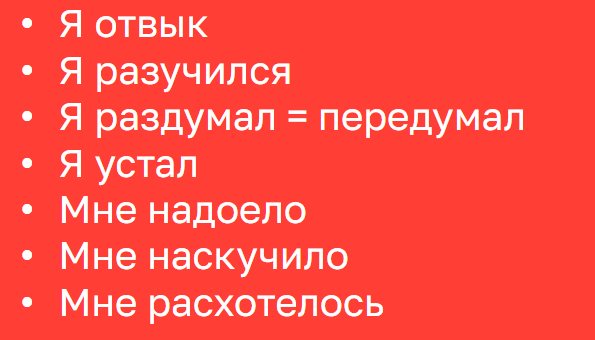 • Я отвык
• Я разучился
• Я раздумал = передумал
• Я устал
• Мне надоело
• Мне наскучило
• Мне расхотелось